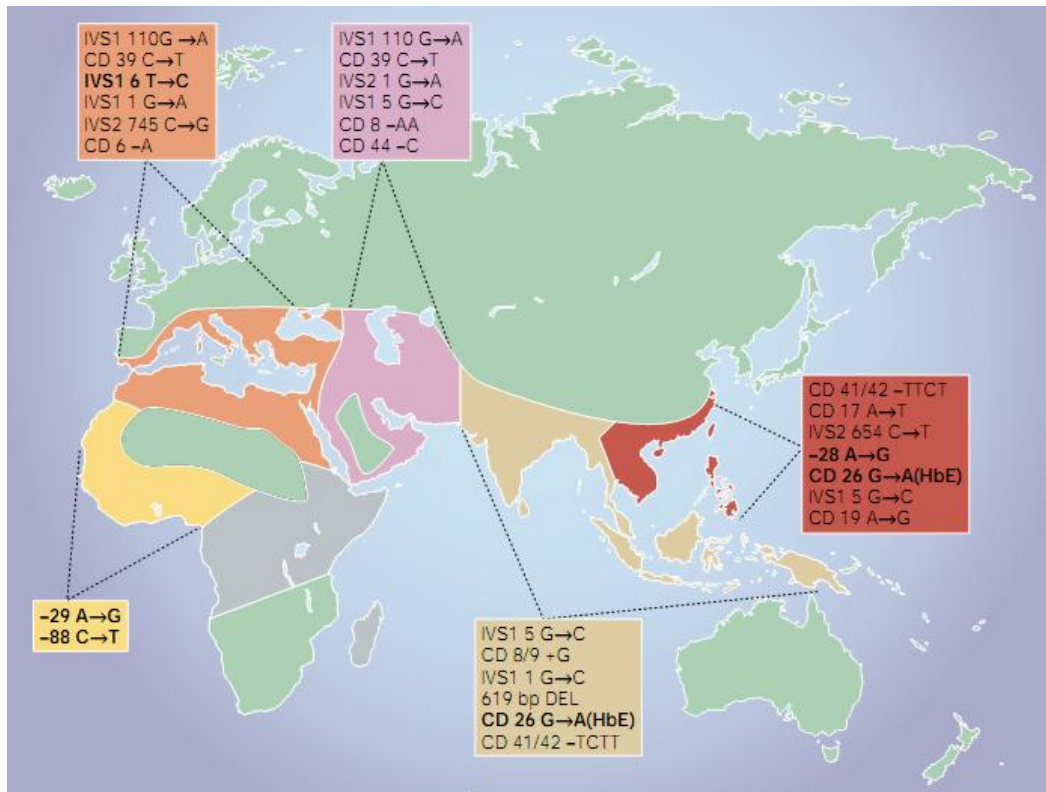 IVS1 110G →A
CD 39 C→T
IVS1 6 T→C
IVS1 1 G→A
IVS2 745 C→G
CD 6 –A
IVS1 110 G→A
CD 39 C→T
IVS2 1 G→A
IVS1 5 G→C
CD 8 –AA
CD 44 –C
CD 41/42 –TTCT
CD 17 A→T
IVS2 654 C→T
–28 A→G
CD 26 G→A(HbE)
IVS1 5 G→C
CD 19 A→G
–29 A→G
–88 C→T
IVS1 5 G→C
CD 8/9 +G
IVS1 1 G→C
619 bp DEL
CD 26 G→A(HbE)
CD 41/42 –TCTT